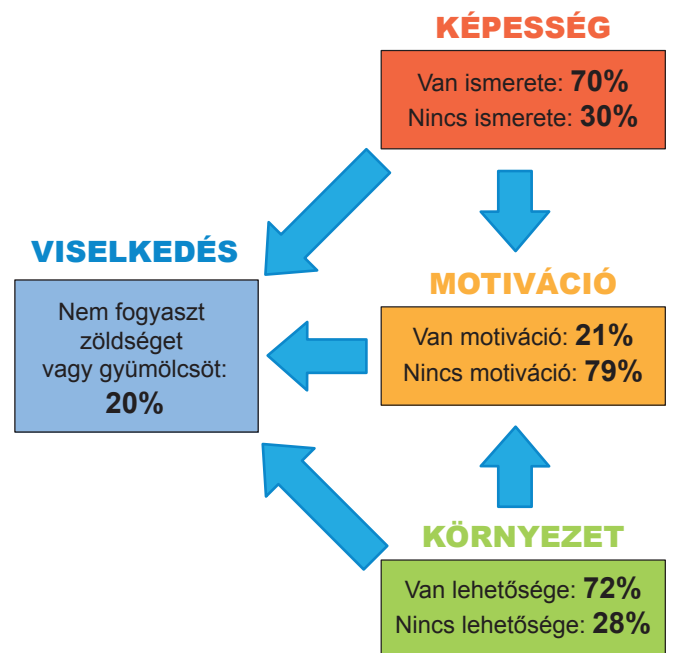 KÉPESSÉG
Van ismerete: 70%
Nincs ismerete: 30%
VISELKEDÉS
Nem fogyaszt
zöldséget
vagy gyümölcsöt:
20%
MOTIVÁCIÓ
Van motiváció: 21%
Nincs motiváció: 79%
KÖRNYEZET
Van lehetősége: 72%
Nincs lehetősége: 28%